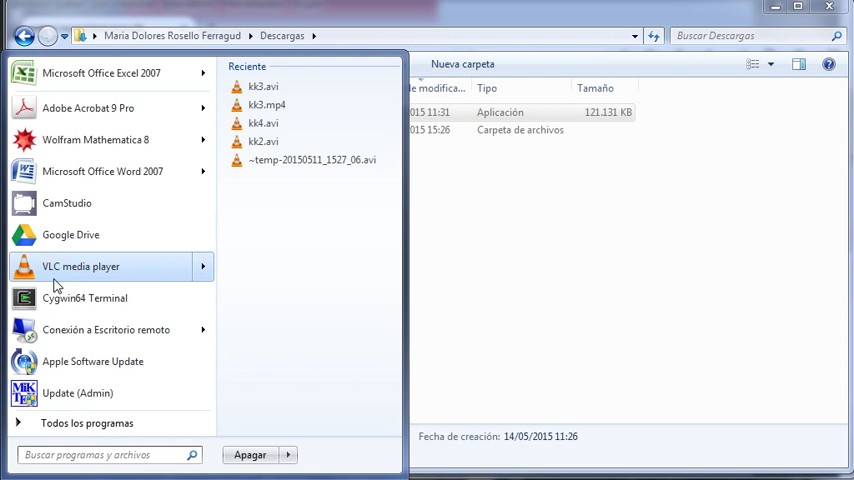 Maria Dolores Rosello Ferragud
Descargas
Buscar Descargas
Nueva carpeta
de modifica...
Tipo
Tamaño
2015 11:31
Aplicación
121.131 KB
2015 15:26
Carpeta de archivos
Microsoft Office Excel 2007
Adobe Acrobat 9 Pro
Wolfram Mathematica 8
Microsoft Office Word 2007
CamStudio
Google Drive
VLC media player
Cygwin64 Terminal
Conexión a Escritorio remoto
Apple Software Update
Update (Admin)
Todos los programas
Buscar programas y archivos
Apagar
Reciente
kk3.avi
kk3.mp4
kk4.avi
kk2.avi
~temp-20150511_1527_06.avi
Fecha de creación: 14/05/2015 11:26